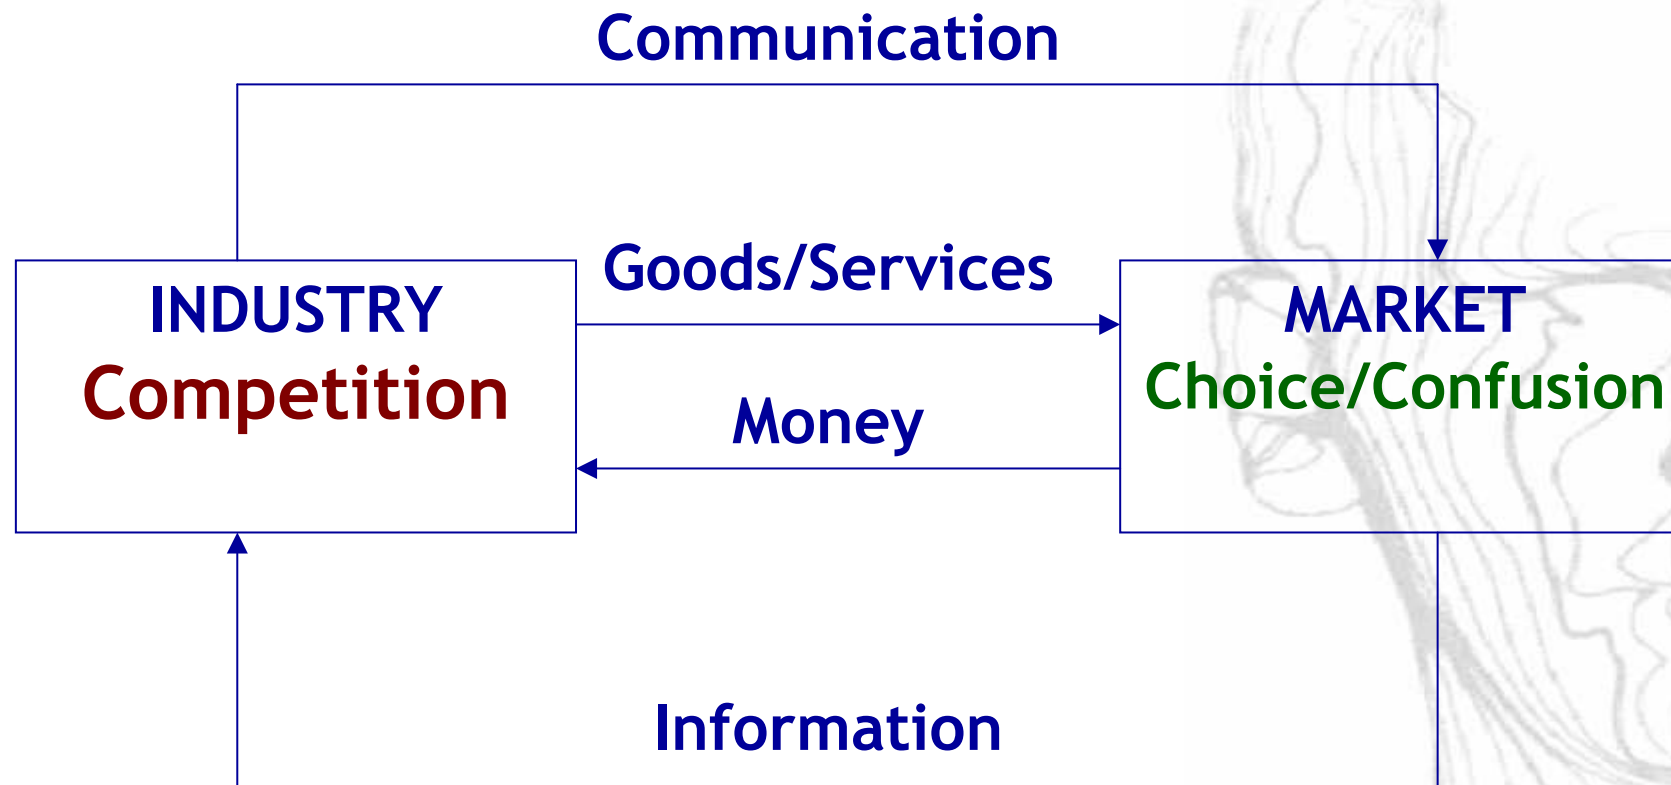 Communication
Goods/Services
INDUSTRY
Competition
MARKET
Choice/Confusion
Money
Information